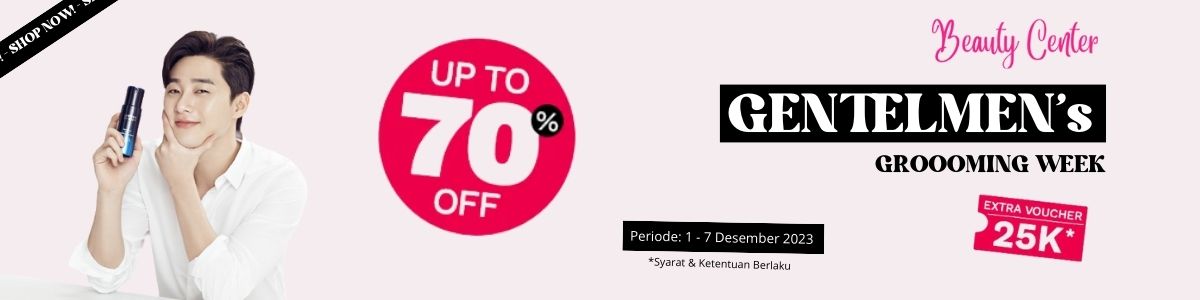 ! - SHOP NOW! - S
UP TO
70%
OFF
Beauty Center
GENTELMEN's
GROOOMING WEEK
EXTRA VOUCHER
25K*
Periode: 1 - 7 Desember 2023
*Syarat & Ketentuan Berlaku